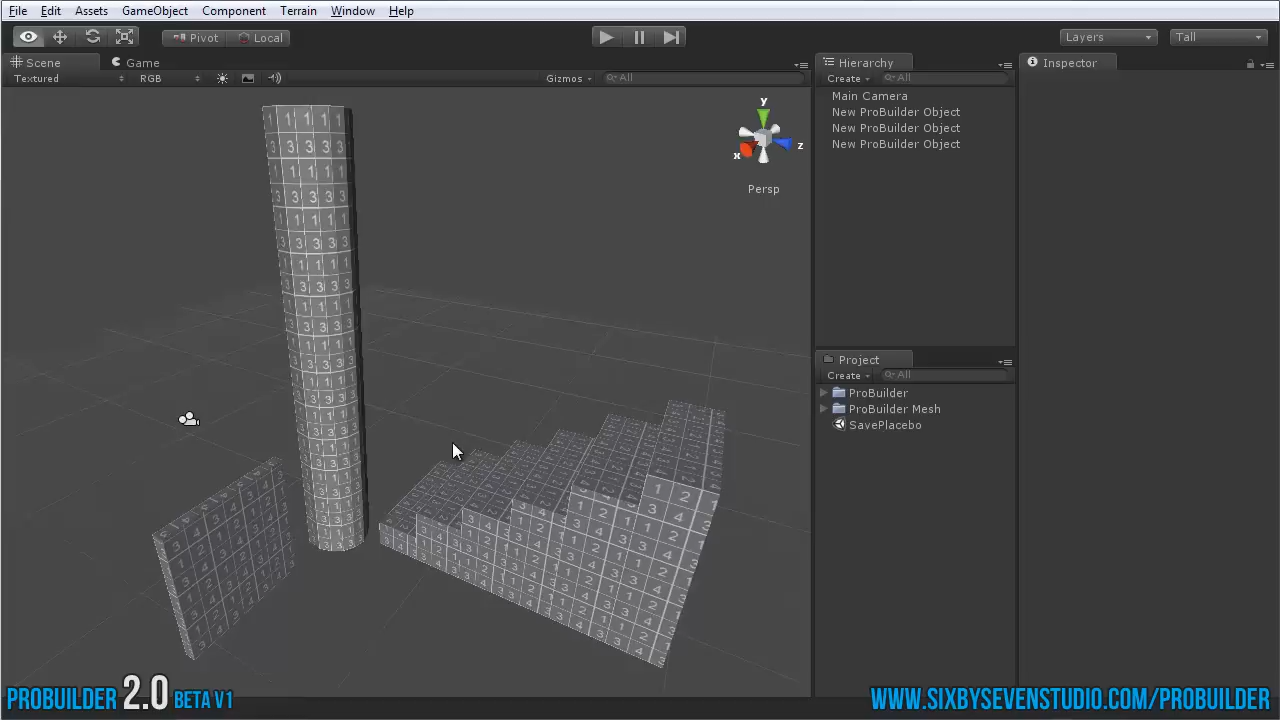 File Edit Assets GameObject Component Terrain Window Help
Pivot Local Layers Tall
Scene Game Hierarchy Inspector
Textured RGB Gizmos All Create All
Main Camera
New ProBuilder Object
New ProBuilder Object
New ProBuilder Object
y
x z
Persp
Project
Create All
ProBuilder
ProBuilder Mesh
SavePlacebo
PROBUILDER 2.0 BETA V1
WWW.SIXBYSEVENSTUDIO.COM/PROBUILDER